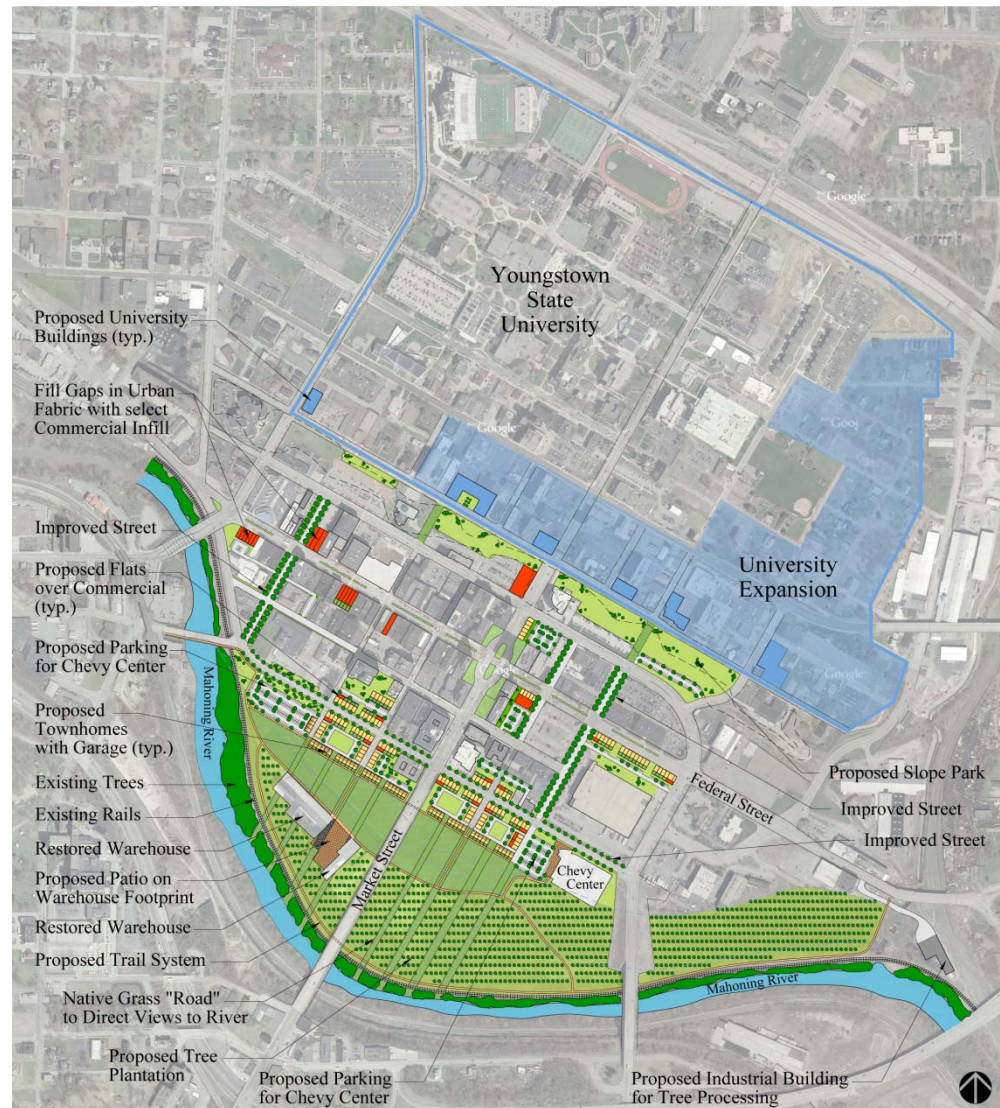 Google
Youngstown
State
University
Proposed University
Buildings (typ.)
Fill Gaps in Urban
Fabric with select
Commercial Infill
Google
Goo
Improved Street
Proposed Flats
over Commercial
(typ.)
University
Expansion
Proposed Parking
for Chevy Center
Google
Google
Mahoning River
Proposed
Townhomes
with Garage (typ.)
Proposed Slope Park
Existing Trees
Federal Street
Improved Street
Existing Rails
Improved Street
Restored Warehouse
Market Street
Chevy
Center
Proposed Patio on
Warehouse Footprint
Restored Warehouse
Proposed Trail System
Mahoning River
Native Grass "Road"
to Direct Views to River
Proposed Tree
Plantation
Proposed Parking
for Chevy Center
Proposed Industrial Building
for Tree Processing